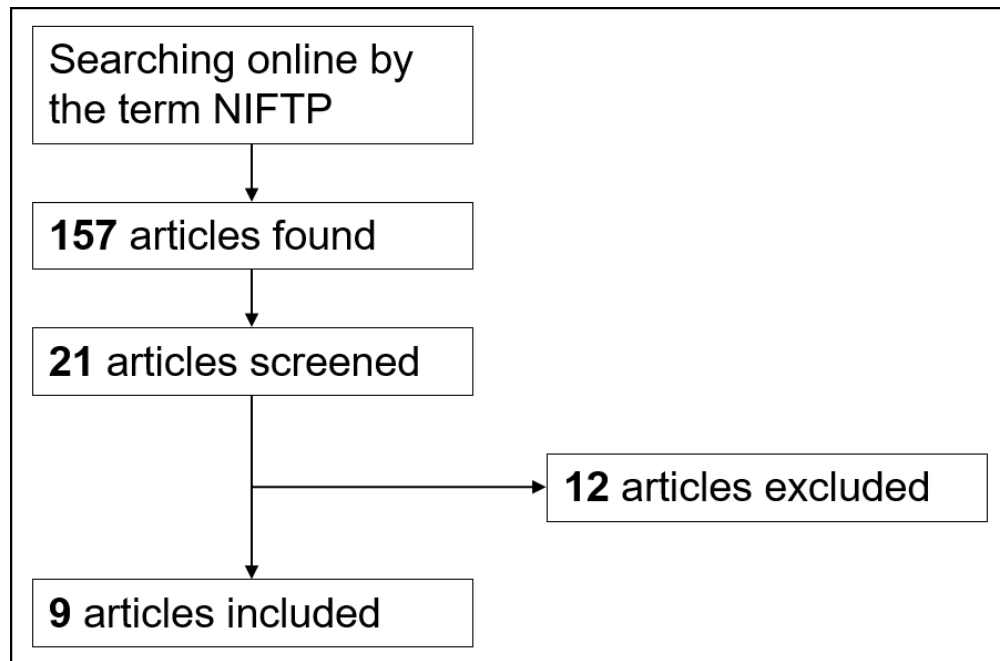 Searching online by
the term NIFTP
157 articles found
21 articles screened
12 articles excluded
9 articles included